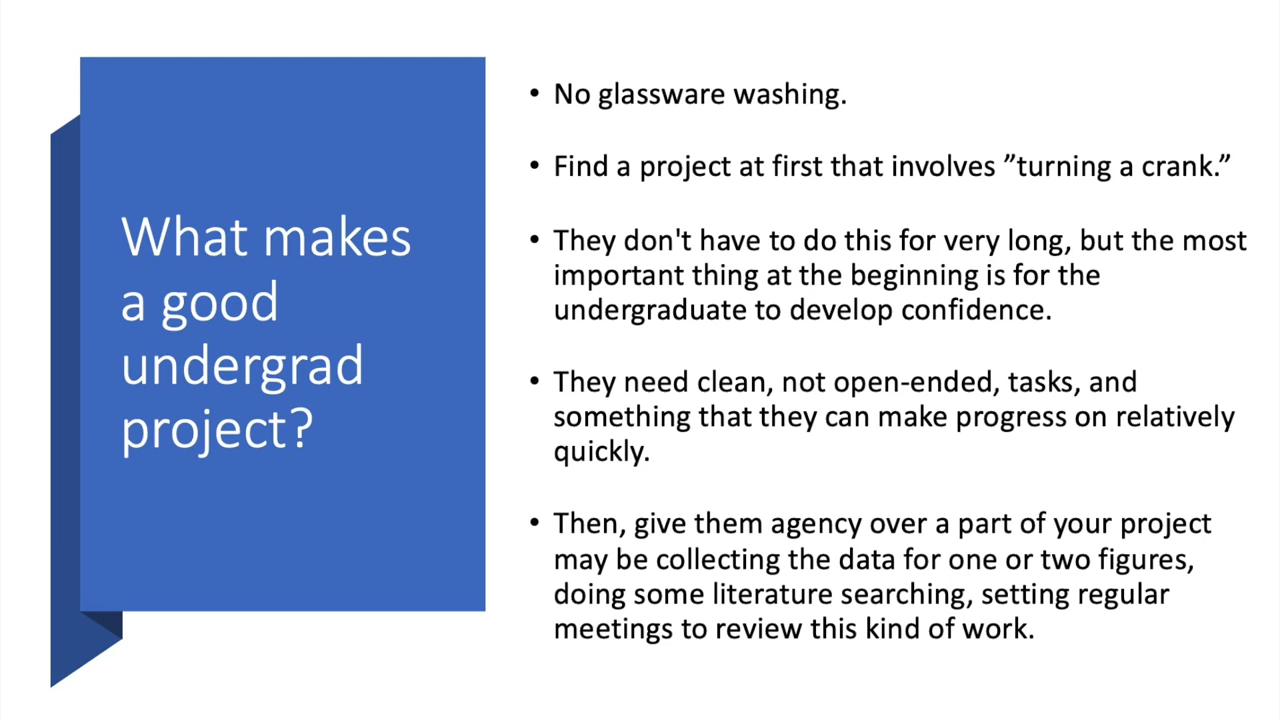 What makes
a good
undergrad
project?
• No glassware washing.
• Find a project at first that involves ”turning a crank.”
• They don't have to do this for very long, but the most
important thing at the beginning is for the
undergraduate to develop confidence.
• They need clean, not open-ended, tasks, and
something that they can make progress on relatively
quickly.
• Then, give them agency over a part of your project
may be collecting the data for one or two figures,
doing some literature searching, setting regular
meetings to review this kind of work.